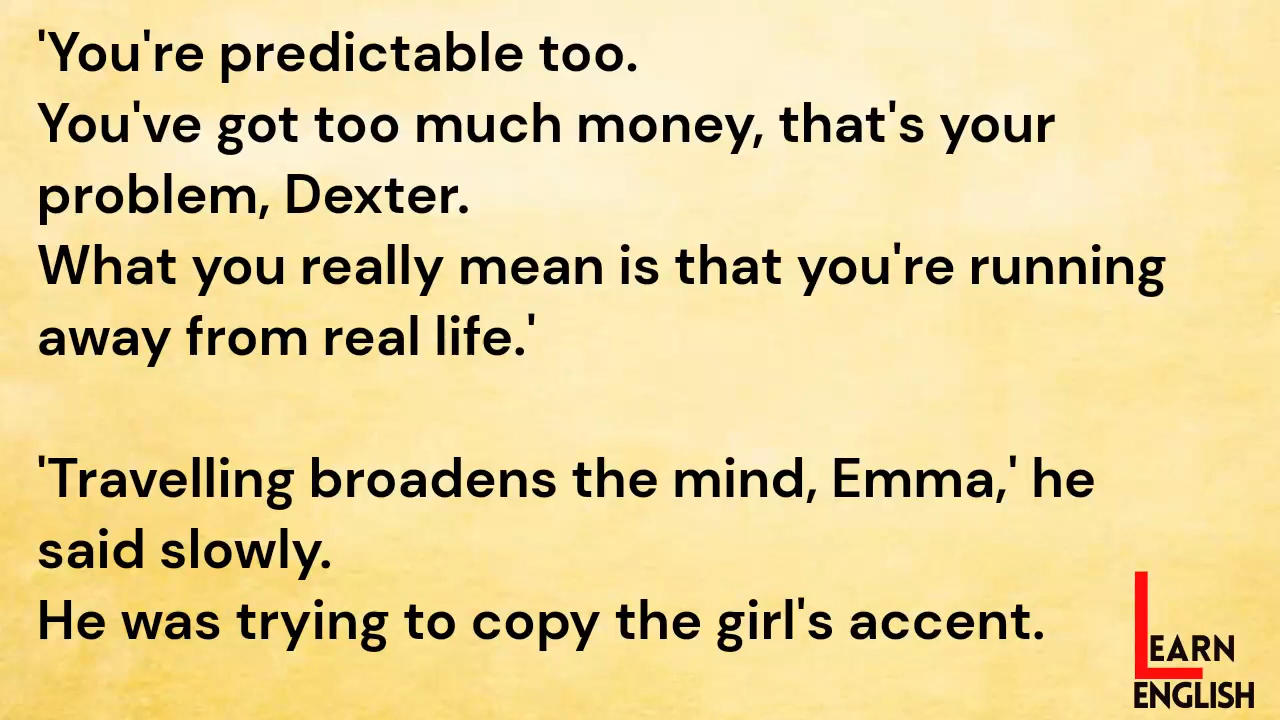 'You're predictable too.
You've got too much money, that's your
problem, Dexter.
What you really mean is that you're running
away from real life.'
'Travelling broadens the mind, Emma,' he
said slowly.
He was trying to copy the girl's accent.
LEARN
ENGLISH